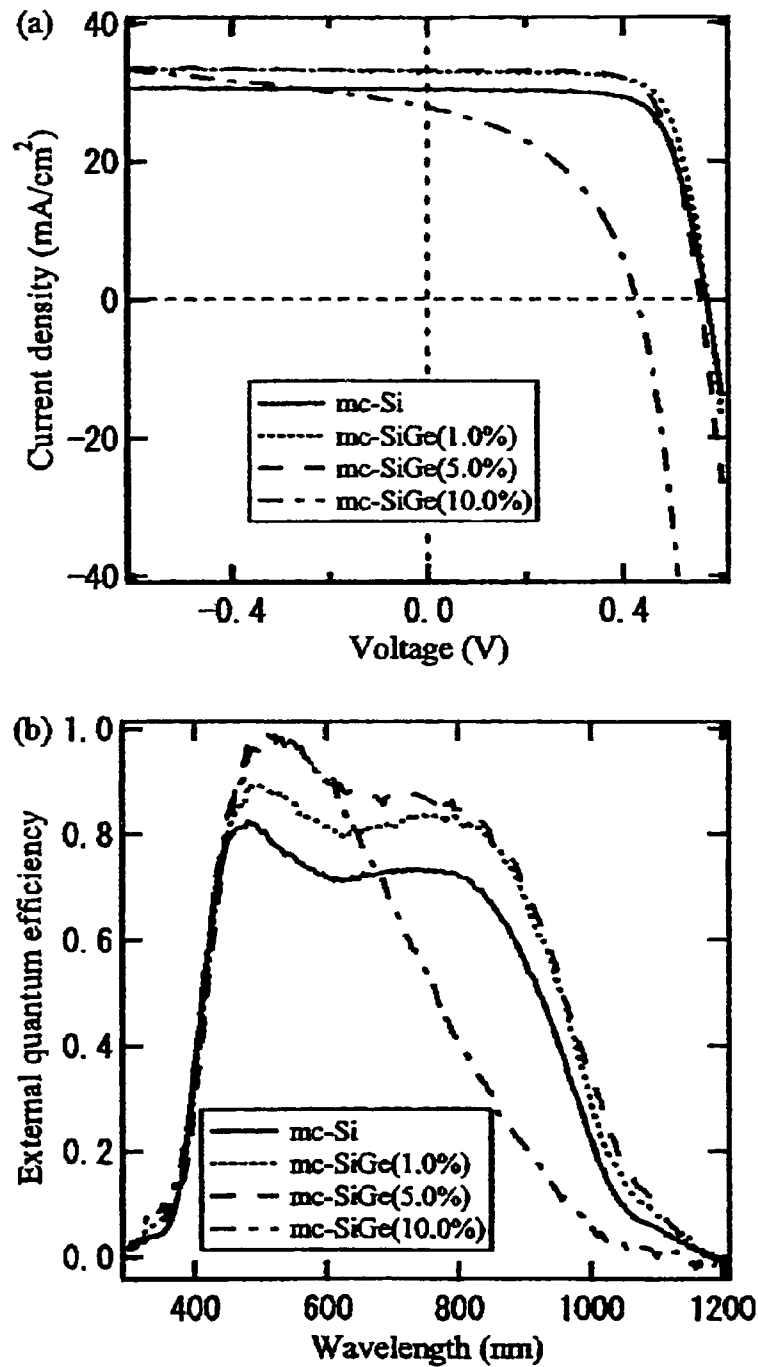 (a)
40
20
0
-20
-40
Current density (mA/cm²)
mc-Si
mc-SiGe(1.0%)
mc-SiGe(5.0%)
mc-SiGe(10.0%)
-0.4
0.0
0.4
Voltage (V)
(b)
1.0
0.8
0.6
0.4
0.2
0.0
External quantum efficiency
mc-Si
mc-SiGe(1.0%)
mc-SiGe(5.0%)
mc-SiGe(10.0%)
400
600
800
1000
1200
Wavelength (nm)